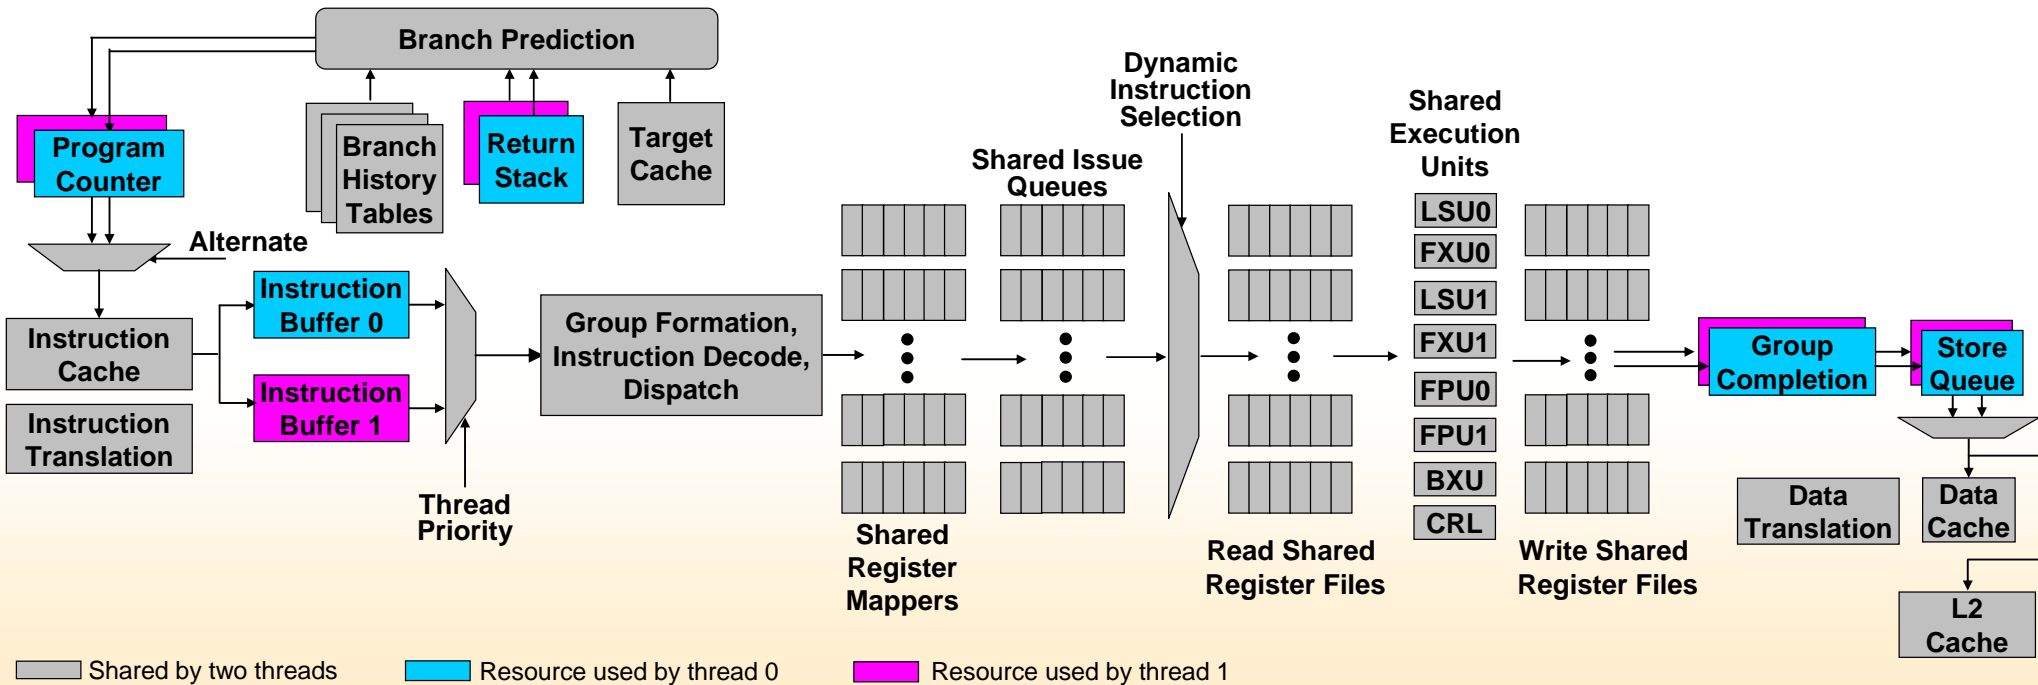 Branch Prediction
Program
Counter
Branch
History
Tables
Return
Stack
Target
Cache
Alternate
Instruction
Cache
Instruction
Translation
Instruction
Buffer 0
Instruction
Buffer 1
Thread
Priority
Group Formation,
Instruction Decode,
Dispatch
Shared
Register
Mappers
Shared Issue
Queues
Dynamic
Instruction
Selection
Read Shared
Register Files
Shared
Execution
Units
LSU0
FXU0
LSU1
FXU1
FPU0
FPU1
BXU
CRL
Write Shared
Register Files
Group
Completion
Store
Queue
Data
Translation
Data
Cache
L2
Cache
Shared by two threads
Resource used by thread 0
Resource used by thread 1